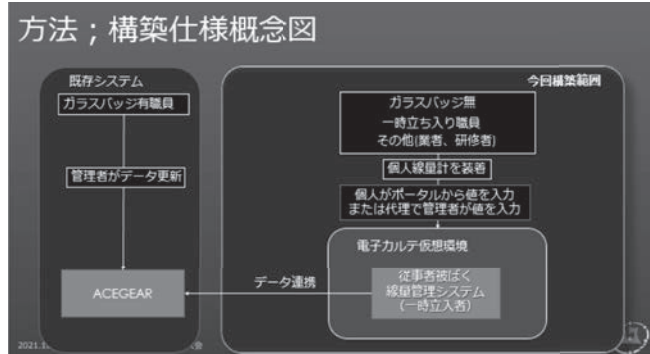 方法；構築仕様概念図
既存システム
ガラスバッジ有職員
管理者がデータ更新
ACEGEAR
今回構築範囲
ガラスバッジ無
一時立ち入り職員
その他(業者、研修者)
個人線量計を装着
個人がポータルから値を入力
または代理で管理者が値を入力
電子カルテ仮想環境
従事者被ばく
線量管理システム
(一時立入者)
データ連携